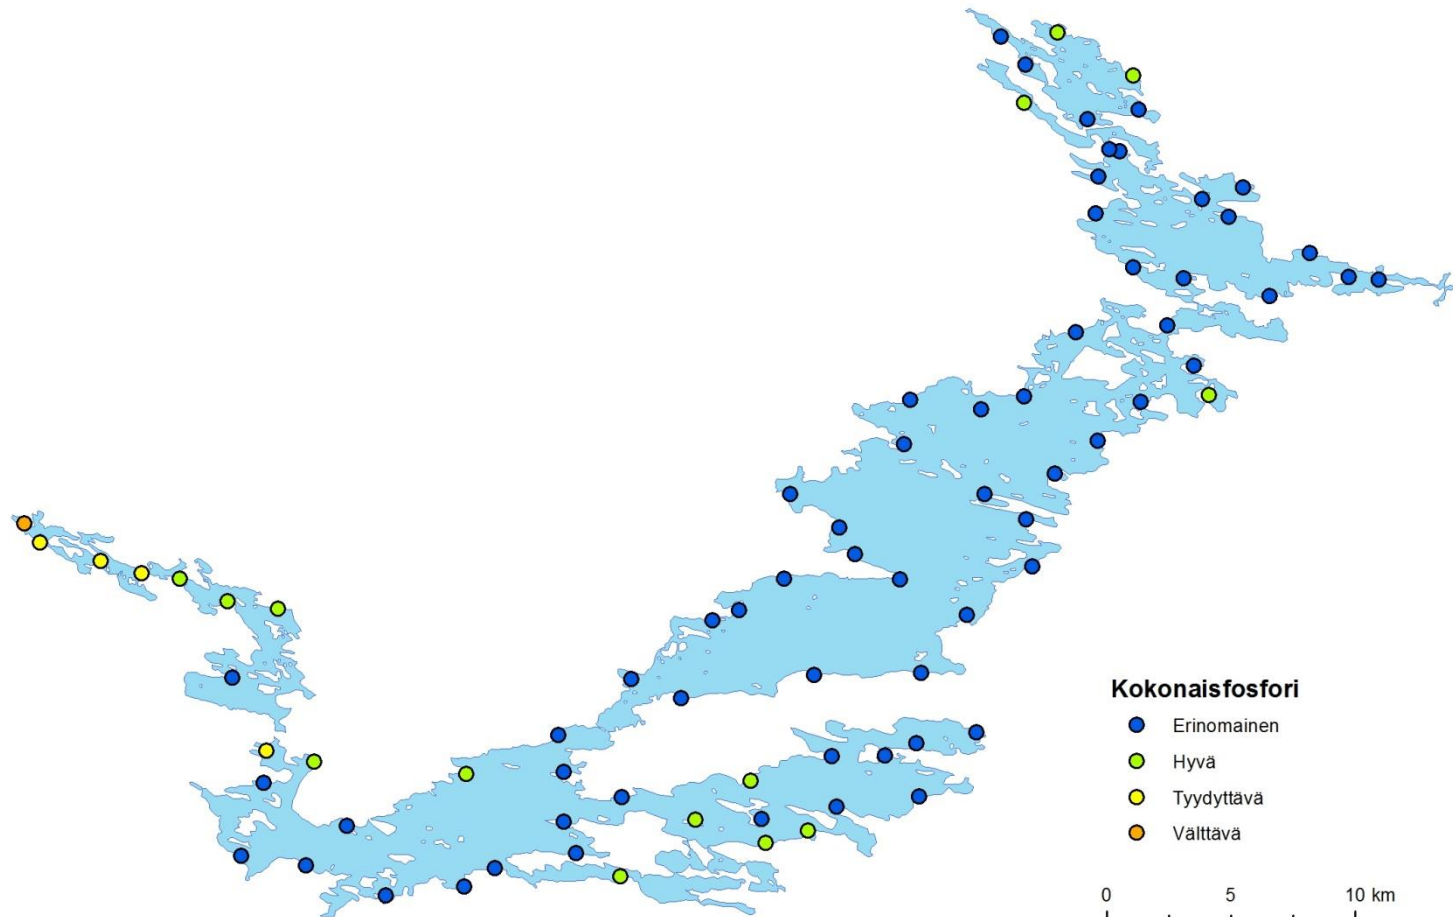 Kokonaisfosfori
Erinomainen
Hyvä
Tyydyttävä
Välttävä
0 5 10 km